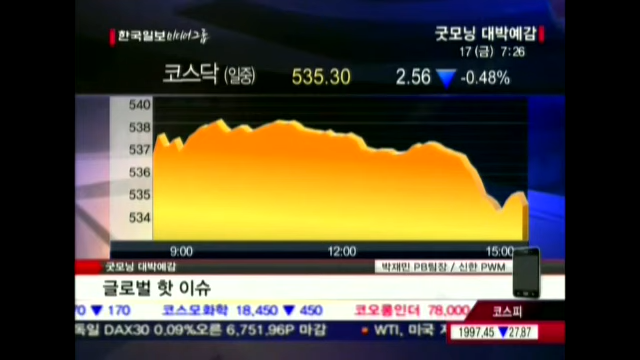 한국일보 미디어그룹
굿모닝 대박예감
17 (금) 7:26
코스닥 (일중) 535.30 2.56 ▼ -0.48%
540
538
537
536
535
534
9:00 12:00 15:00
굿모닝 대박예감
박재민 PB팀장 / 신한 PWM
글로벌 핫 이슈
70 ▼ 170 코스모화학 18,450 ▼ 450 코오롱인더 78,000
코스피
독일 DAX30 0.09%오른 6,751.96P 마감 WTI, 미국
1997.45 ▼27.87